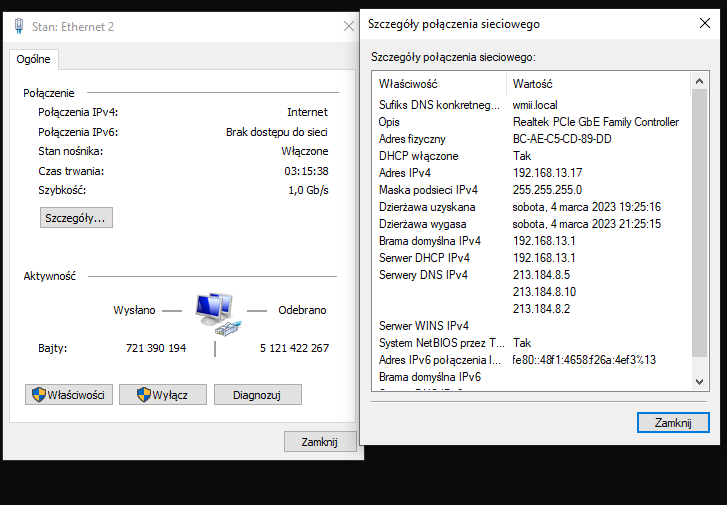 Stan: Ethernet 2
Ogólne
Połączenie
Połączenia IPv4: Internet
Połączenia IPv6: Brak dostępu do sieci
Stan nośnika: Włączone
Czas trwania: 03:15:38
Szybkość: 1,0 Gb/s
Szczegóły...
Aktywność
Wysłano Odebrano
Bajty: 721 390 194 5 121 422 267
Właściwości Wyłącz Diagnozuj
Zamknij
Szczegóły połączenia sieciowego
Szczegóły połączenia sieciowego:
Właściwość Wartość
Sufiks DNS konkretneg... wmii.local
Opis Realtek PCIe GbE Family Controller
Adres fizyczny BC-AE-C5-CD-89-DD
DHCP włączone Tak
Adres IPv4 192.168.13.17
Maska podsieci IPv4 255.255.255.0
Dzierżawa uzyskana sobota, 4 marca 2023 19:25:16
Dzierżawa wygasa sobota, 4 marca 2023 21:25:15
Brama domyślna IPv4 192.168.13.1
Serwer DHCP IPv4 192.168.13.1
Serwery DNS IPv4 213.184.8.5
213.184.8.10
213.184.8.2
Serwer WINS IPv4
System NetBIOS przez T... Tak
Adres IPv6 połączenia l... fe80::48f1:4658:f26a:4ef3%13
Brama domyślna IPv6
Zamknij